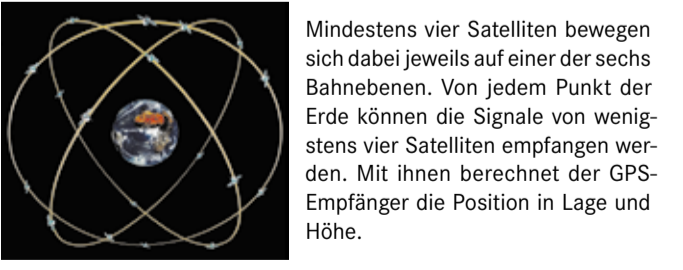 Mindestens vier Satelliten bewegen
sich dabei jeweils auf einer der sechs
Bahnebenen. Von jedem Punkt der
Erde können die Signale von wenig-
stens vier Satelliten empfangen wer-
den. Mit ihnen berechnet der GPS-
Empfänger die Position in Lage und
Höhe.